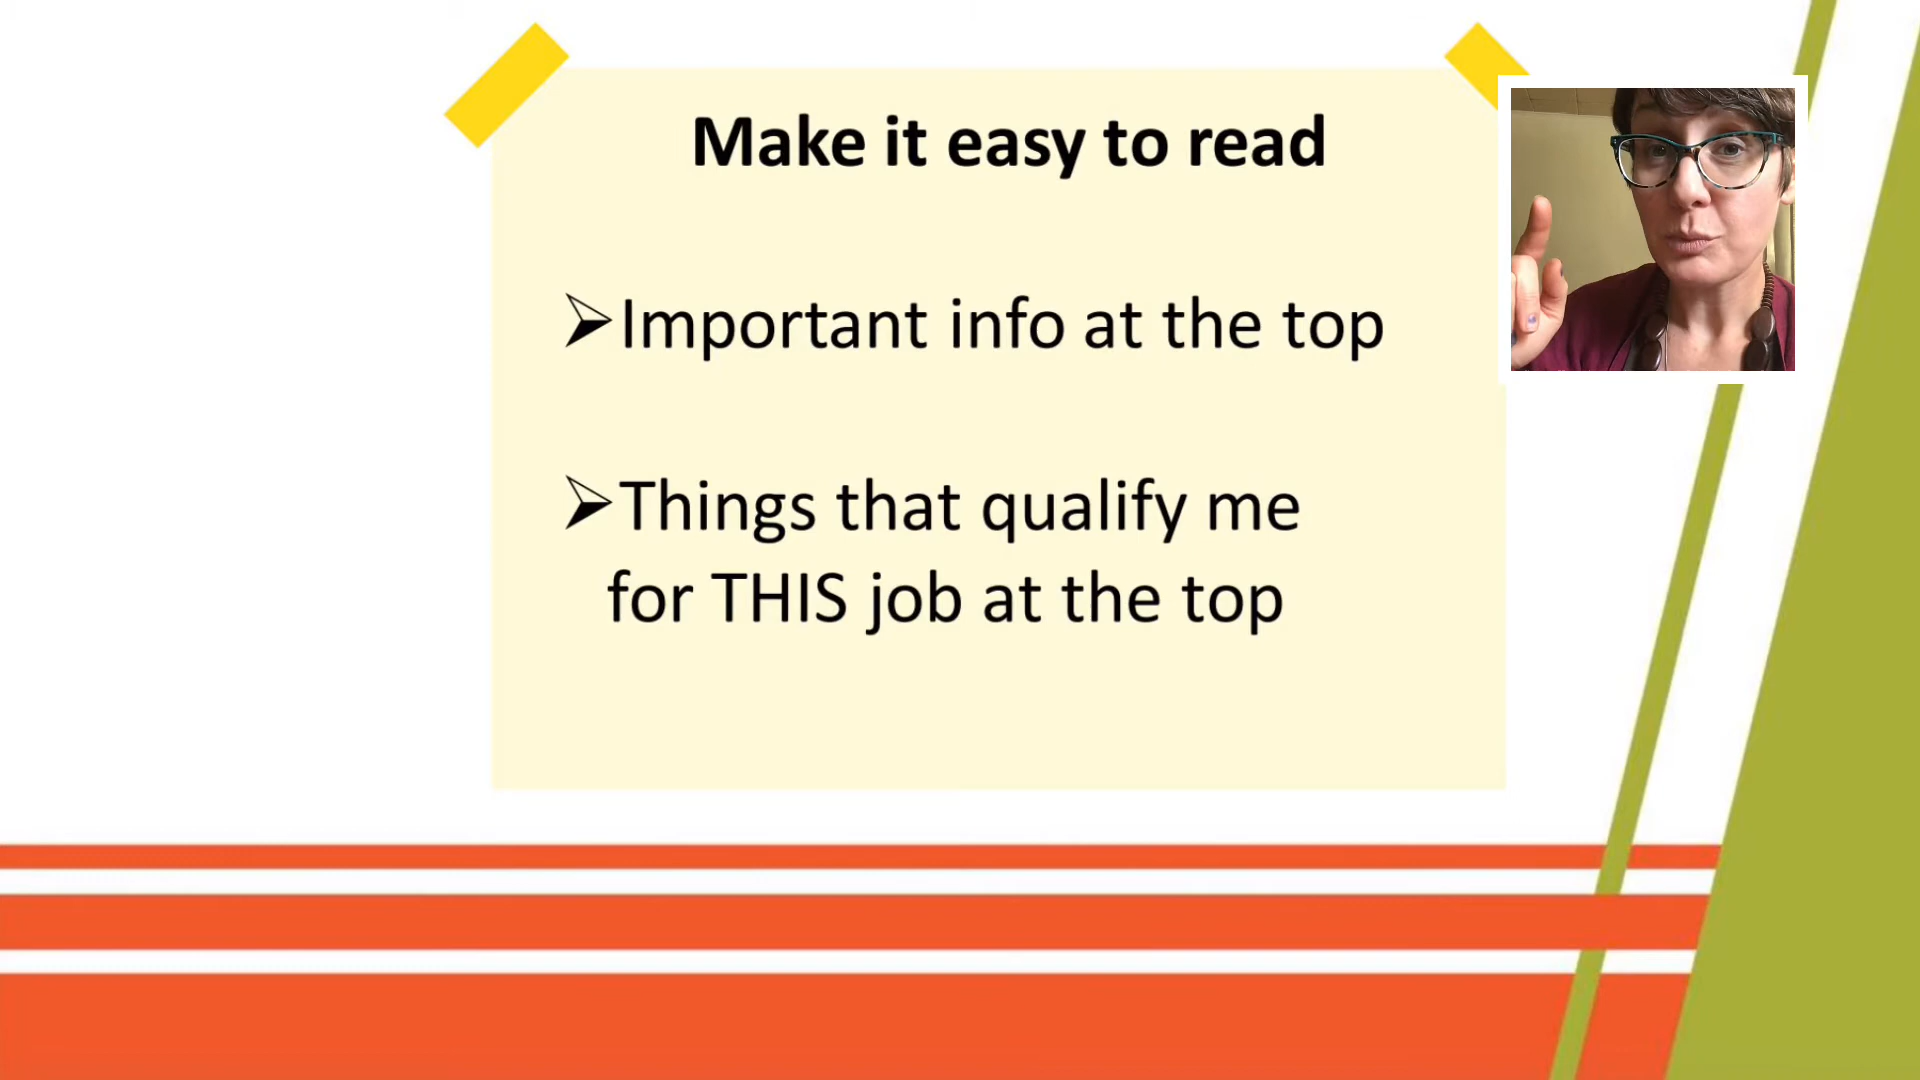 Make it easy to read
➢Important info at the top
➢Things that qualify me
for THIS job at the top